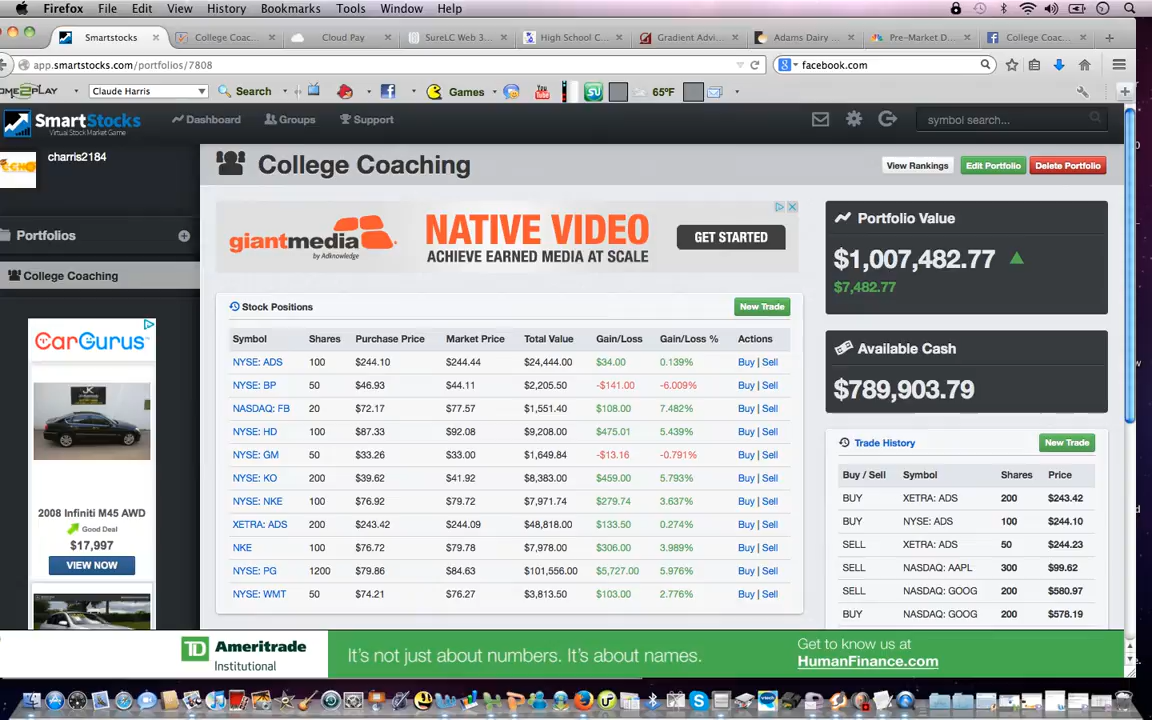 Firefox File Edit View History Bookmarks Tools Window Help
Smartstocks × College Coac... × Cloud Pay × SureLC Web 3... × High School C... × Gradient Advi... × Adams Dairy ... × Pre-Market D... × College Coac... × +
app.smartstocks.com/portfolios/7808
facebook.com
OME2PLAY Claude Harris Search Games You Tube 65°F
SmartStocks
Virtual Stock Market Game
Dashboard Groups Support
symbol search...
charris2184
College Coaching
View Rankings Edit Portfolio Delete Portfolio
Portfolios
College Coaching
giantmedia
by Adknowledge
NATIVE VIDEO
ACHIEVE EARNED MEDIA AT SCALE
GET STARTED
Portfolio Value
$1,007,482.77
$7,482.77
Available Cash
$789,903.79
Stock Positions New Trade
Symbol Shares Purchase Price Market Price Total Value Gain/Loss Gain/Loss % Actions
NYSE: ADS 100 $244.10 $244.44 $24,444.00 $34.00 0.139% Buy | Sell
NYSE: BP 50 $46.93 $44.11 $2,205.50 -$141.00 -6.009% Buy | Sell
NASDAQ: FB 20 $72.17 $77.57 $1,551.40 $108.00 7.482% Buy | Sell
NYSE: HD 100 $87.33 $92.08 $9,208.00 $475.01 5.439% Buy | Sell
NYSE: GM 50 $33.26 $33.00 $1,649.84 -$13.16 -0.791% Buy | Sell
NYSE: KO 200 $39.62 $41.92 $8,383.00 $459.00 5.793% Buy | Sell
NYSE: NKE 100 $76.92 $79.72 $7,971.74 $279.74 3.637% Buy | Sell
XETRA: ADS 200 $243.42 $244.09 $48,818.00 $133.50 0.274% Buy | Sell
NKE 100 $76.72 $79.78 $7,978.00 $306.00 3.989% Buy | Sell
NYSE: PG 1200 $79.86 $84.63 $101,556.00 $5,727.00 5.976% Buy | Sell
NYSE: WMT 50 $74.21 $76.27 $3,813.50 $103.00 2.776% Buy | Sell
Trade History New Trade
Buy / Sell Symbol Shares Price
BUY XETRA: ADS 200 $243.42
BUY NYSE: ADS 100 $244.10
SELL XETRA: ADS 50 $244.23
SELL NASDAQ: AAPL 300 $99.62
SELL NASDAQ: GOOG 200 $580.97
BUY NASDAQ: GOOG 200 $578.19
CarGurus
2008 Infiniti M45 AWD
Good Deal
$17,997
VIEW NOW
TD Ameritrade
Institutional
It's not just about numbers. It's about names.
Get to know us at
HumanFinance.com